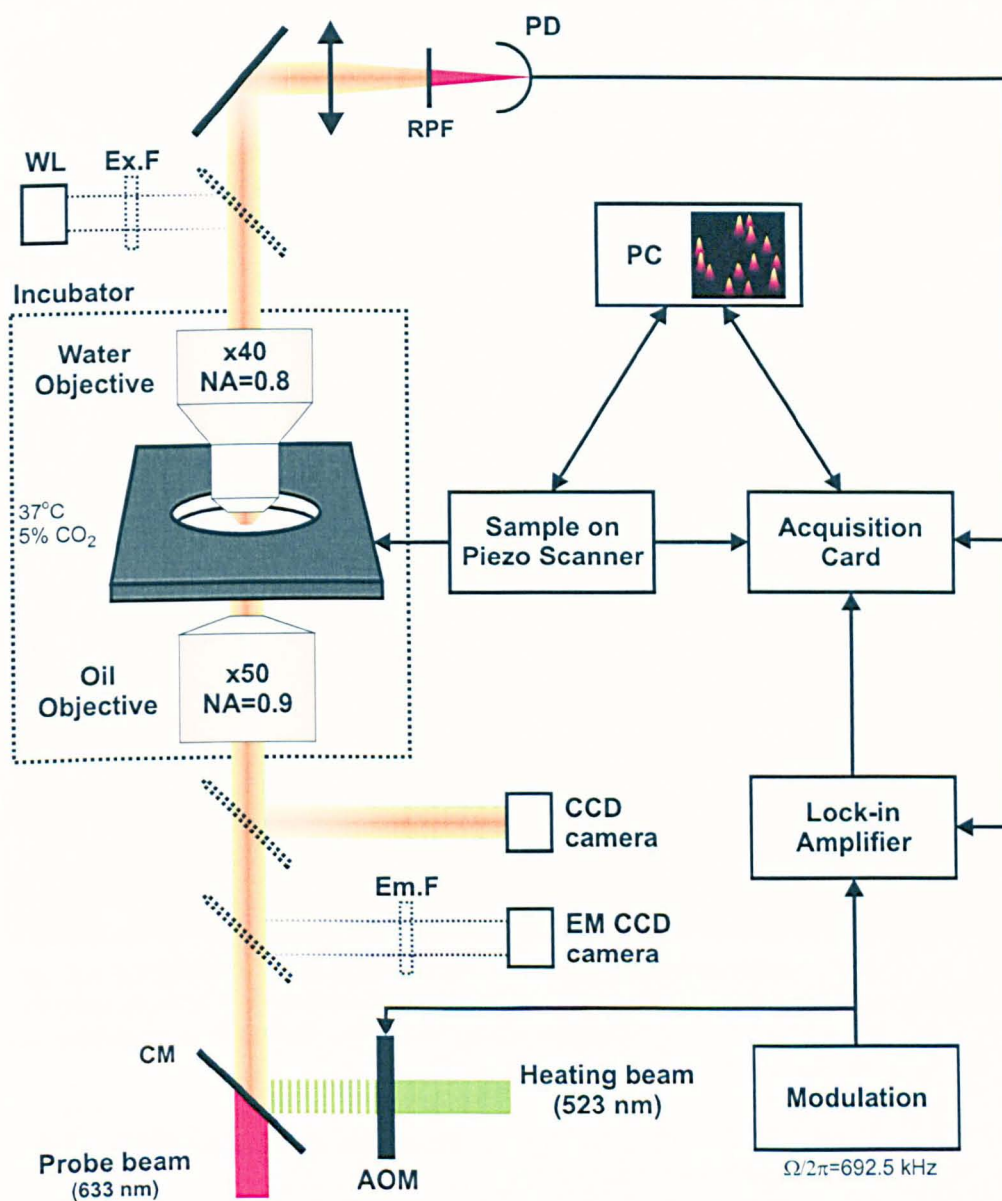 PD
RPF
WL
Ex.F
PC
Incubator
Water
Objective
x40
NA=0.8
37°C
5% CO₂
Sample on
Piezo Scanner
Acquisition
Card
Oil
Objective
x50
NA=0.9
CCD
camera
Lock-in
Amplifier
Em.F
EM CCD
camera
CM
Heating beam
(523 nm)
Modulation
Probe beam
(633 nm)
AOM
Ω/2π=692.5 kHz